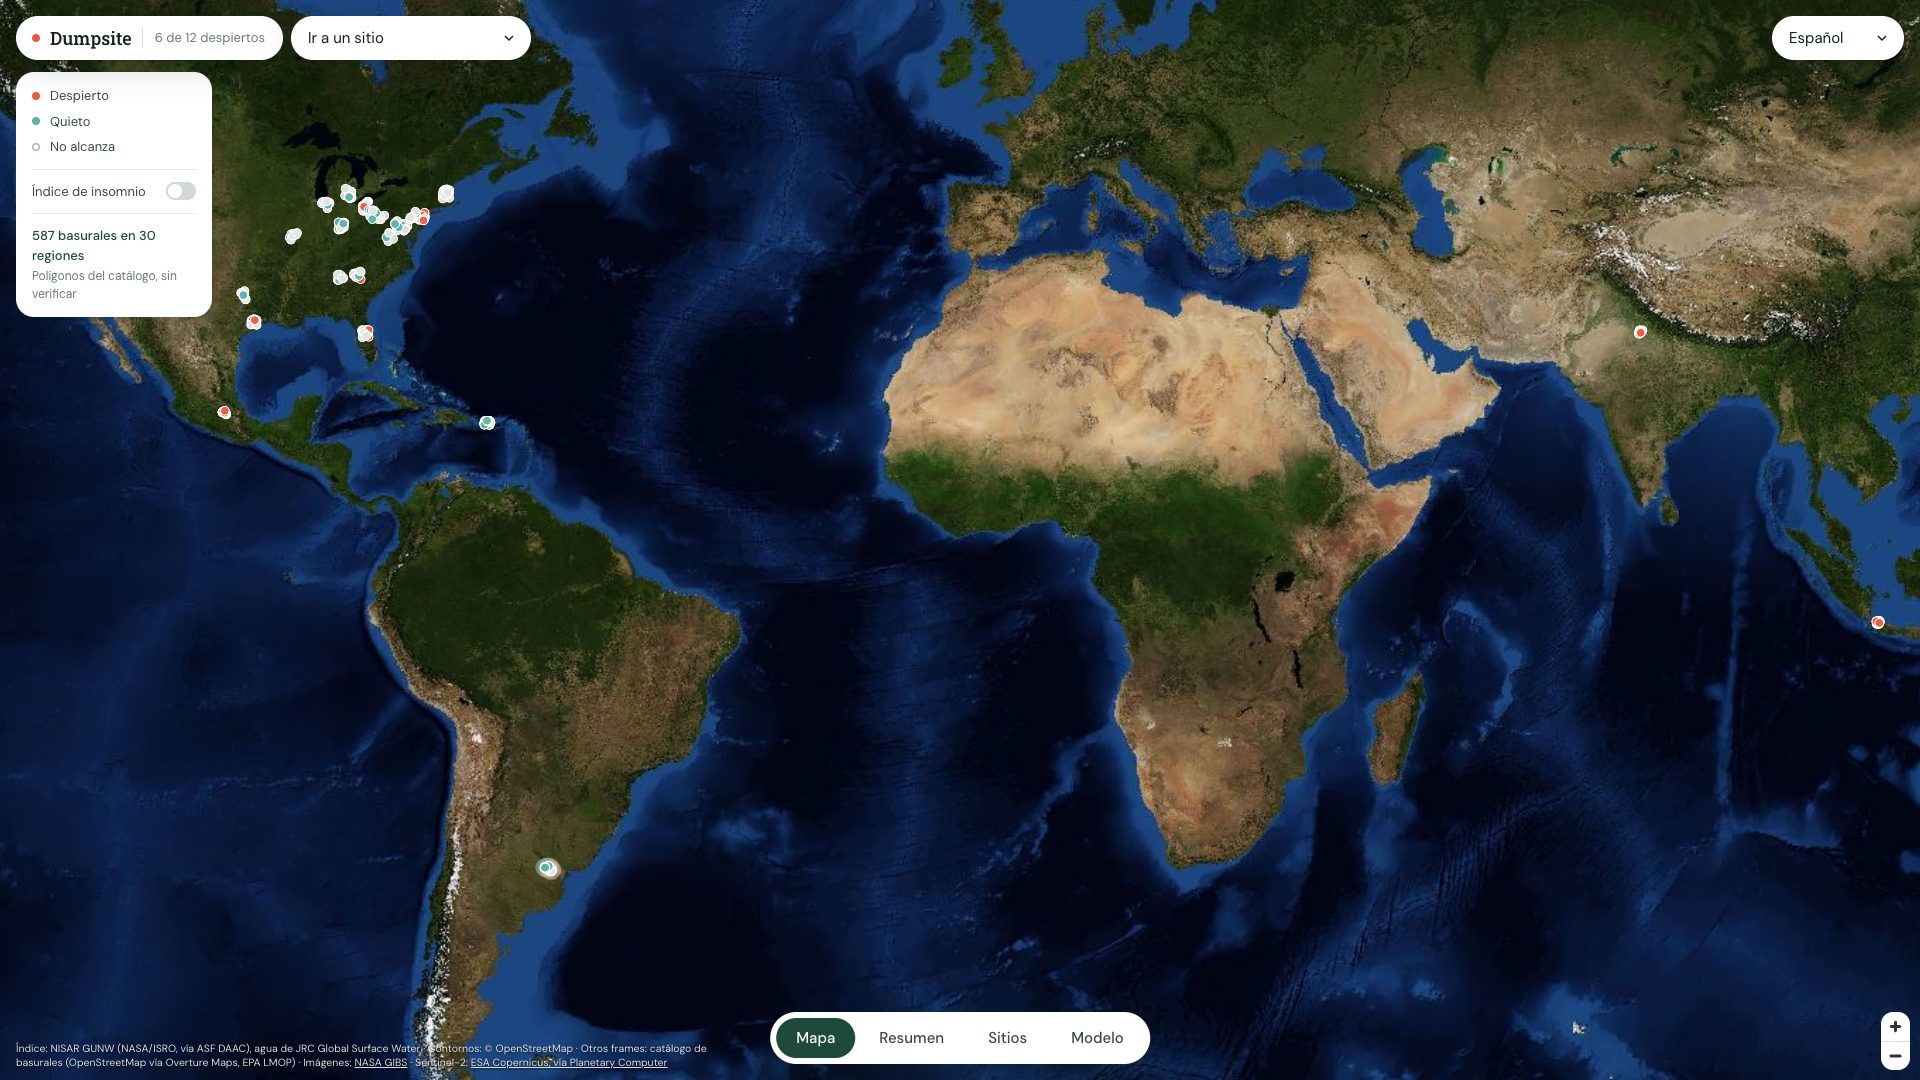 Dumpsite
6 de 12 despiertos
Ir a un sitio
Español
Despierto
Quieto
No alcanza
Índice de insomnio
587 basurales en 30
regiones
Polígonos del catálogo, sin
verificar
Mapa
Resumen
Sitios
Modelo
Índice: NISAR GUNW (NASA/ISRO, vía ASF DAAC), agua de JRC Global Surface Water · Contornos: © OpenStreetMap · Otros frames: catálogo de
basurales (OpenStreetMap vía Overture Maps, EPA LMOP) · Imágenes: NASA GIBS · Sentinel-2: ESA Copernicus, vía Planetary Computer